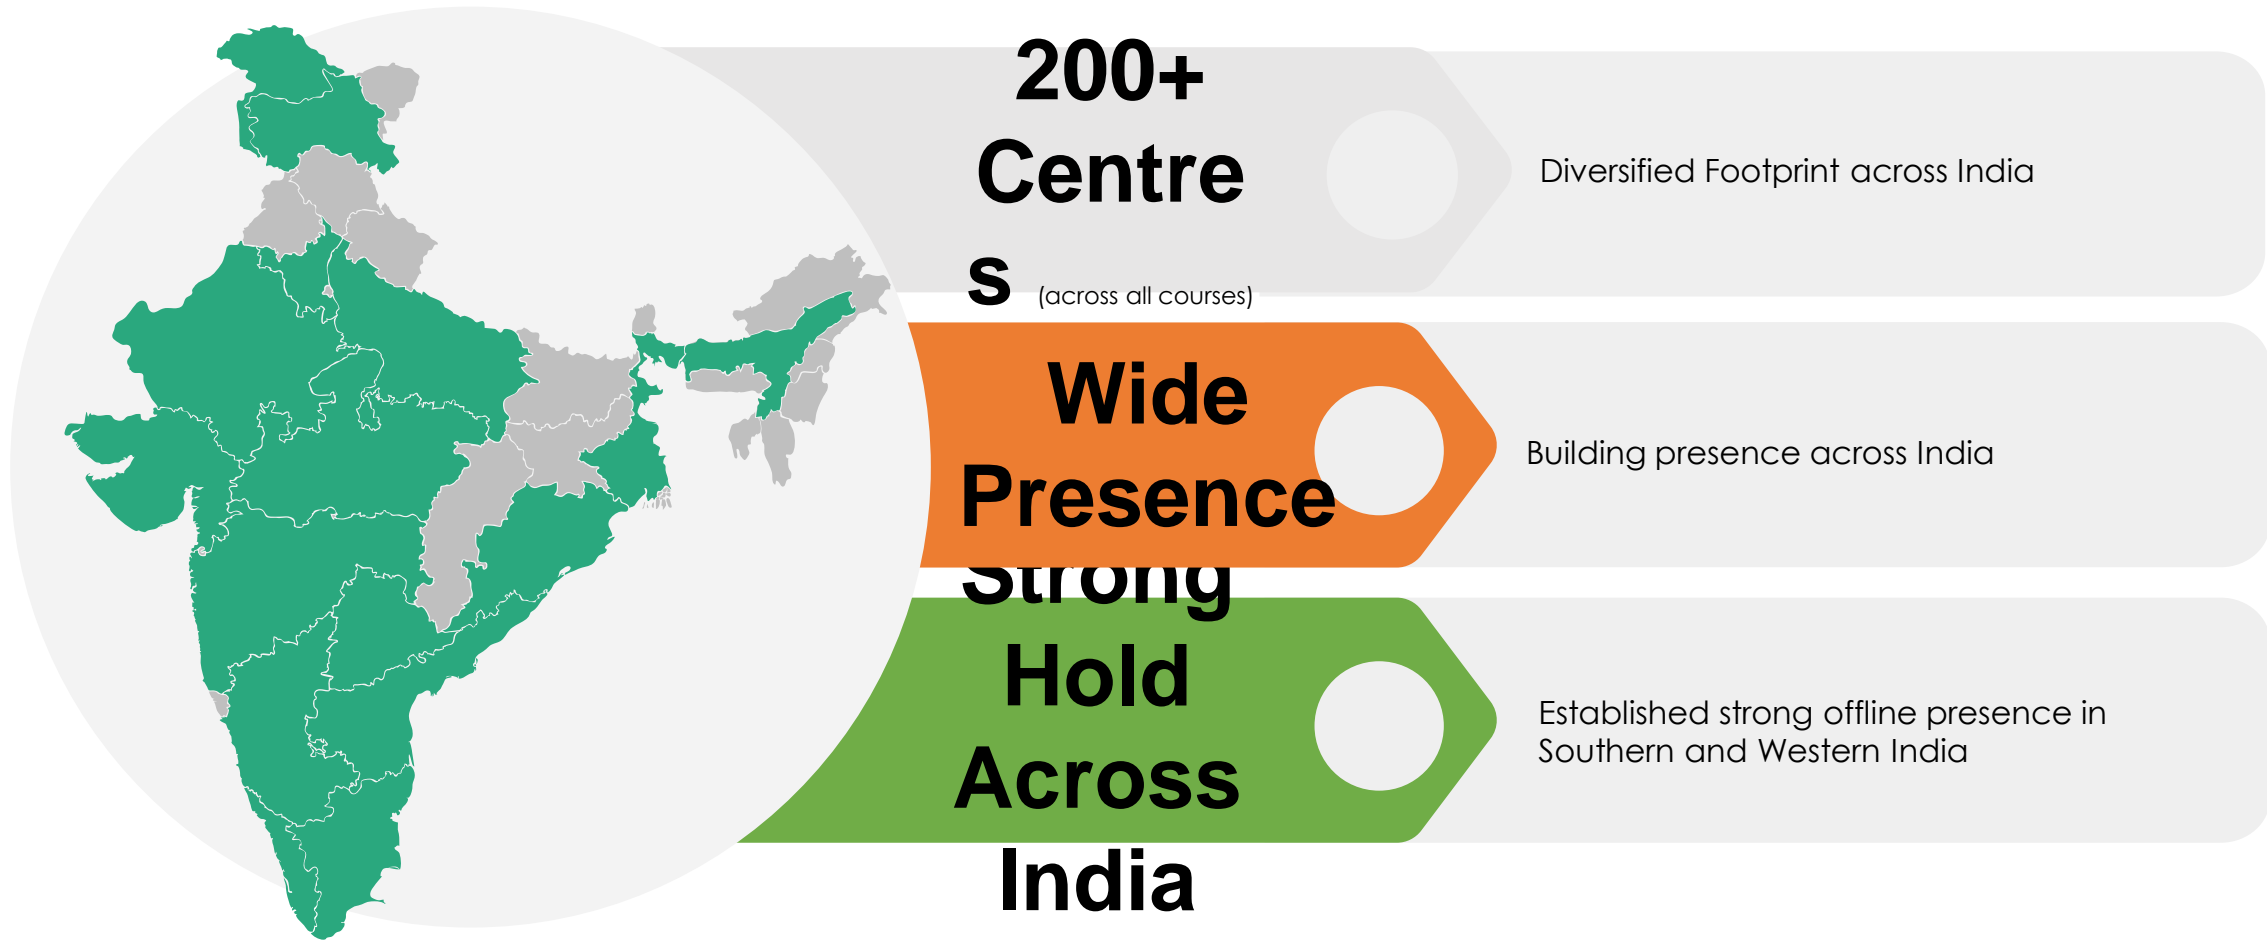 200+
Centre
s (across all courses)
Diversified Footprint across India
Wide
Presence
Building presence across India
Strong
Hold
Across
India
Established strong offline presence in
Southern and Western India